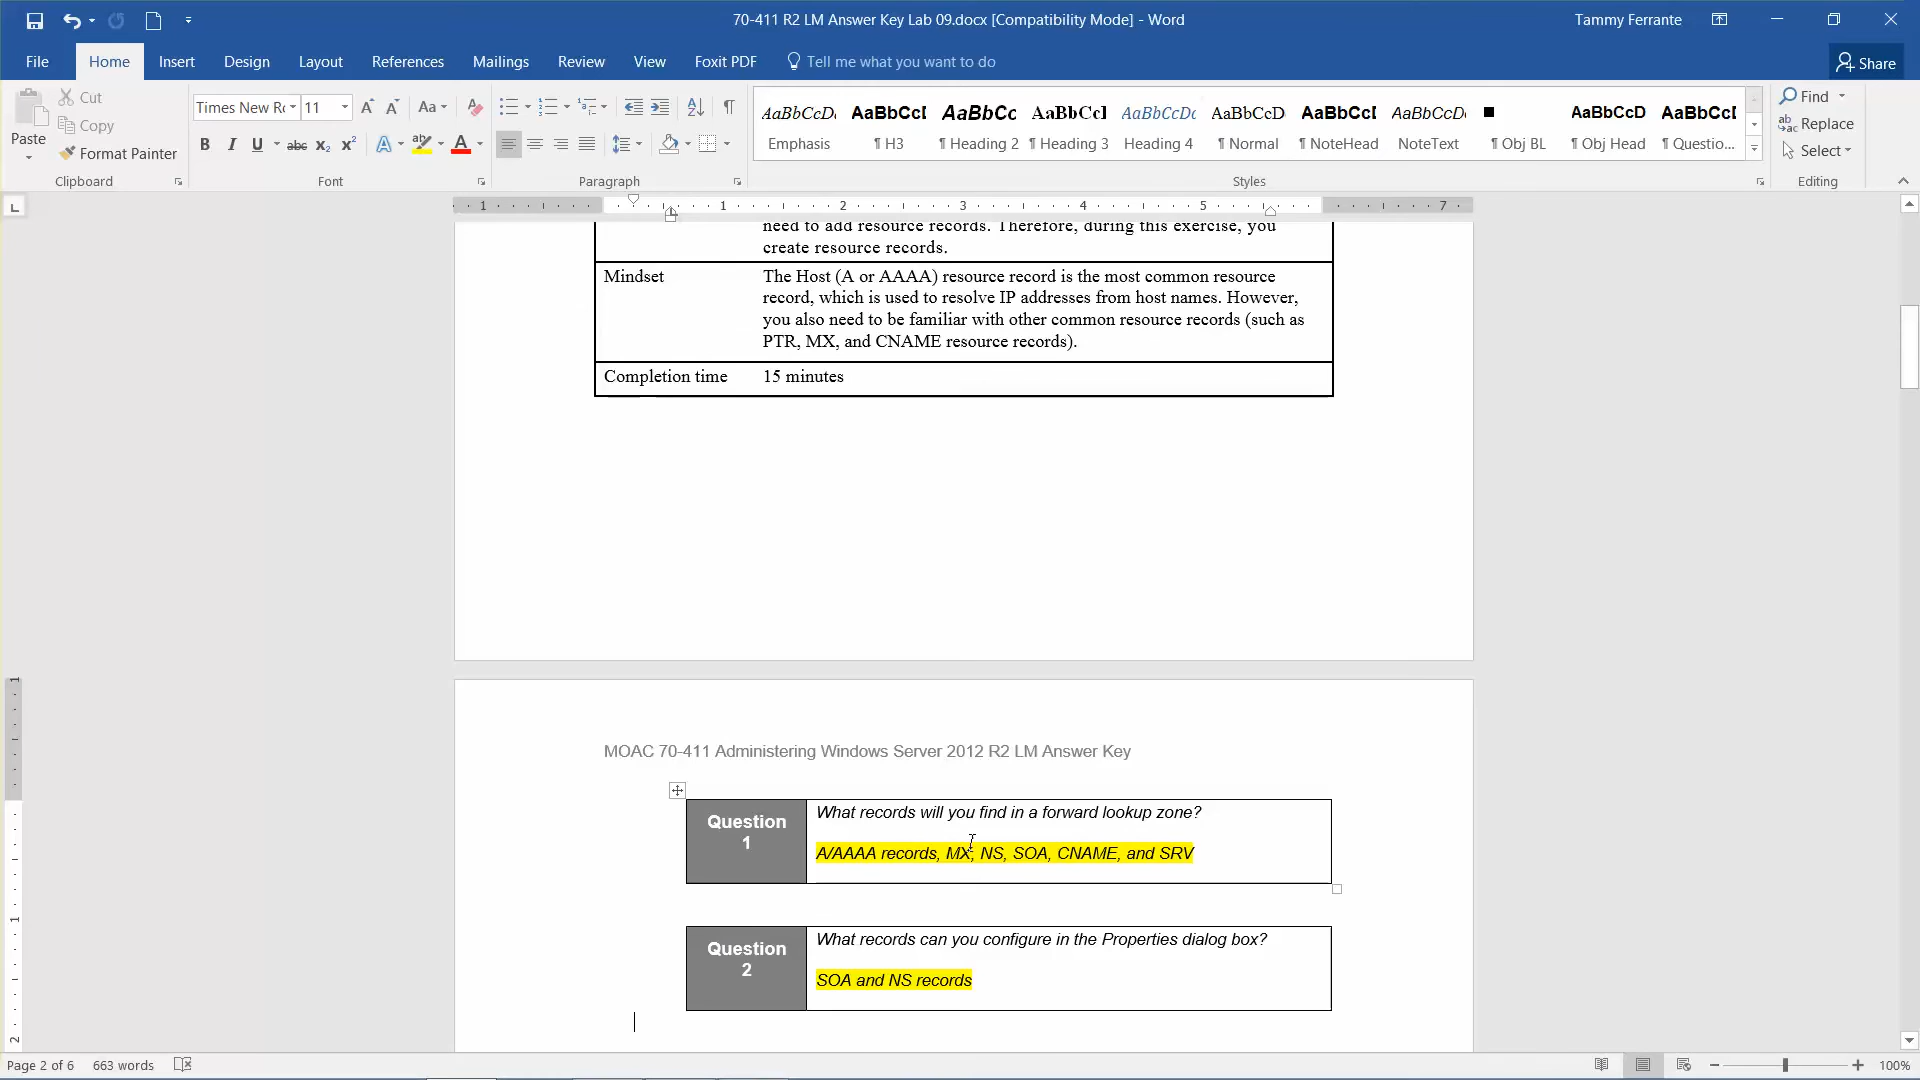 70-411 R2 LM Answer Key Lab 09.docx [Compatibility Mode] - Word
Tammy Ferrante
File Home Insert Design Layout References Mailings Review View Foxit PDF Tell me what you want to do
Share
Paste
Cut
Copy
Format Painter
Clipboard
Times New Ro 11
Font
Paragraph
AaBbCcD. AaBbCcI AaBbCc AaBbCcI AaBbCcDc AaBbCcD AaBbCcI AaBbCcD. AaBbCcD AaBbCcI
Emphasis ¶ H3 ¶ Heading 2 ¶ Heading 3 Heading 4 ¶ Normal ¶ NoteHead NoteText ¶ Obj BL ¶ Obj Head ¶ Questio...
Styles
Find
Replace
Select
Editing
1 1 2 3 4 5 7
need to add resource records. Therefore, during this exercise, you
create resource records.
Mindset
The Host (A or AAAA) resource record is the most common resource
record, which is used to resolve IP addresses from host names. However,
you also need to be familiar with other common resource records (such as
PTR, MX, and CNAME resource records).
Completion time 15 minutes
MOAC 70-411 Administering Windows Server 2012 R2 LM Answer Key
Question
1
What records will you find in a forward lookup zone?
A/AAAA records, MX, NS, SOA, CNAME, and SRV
Question
2
What records can you configure in the Properties dialog box?
SOA and NS records
Page 2 of 6 663 words
100%